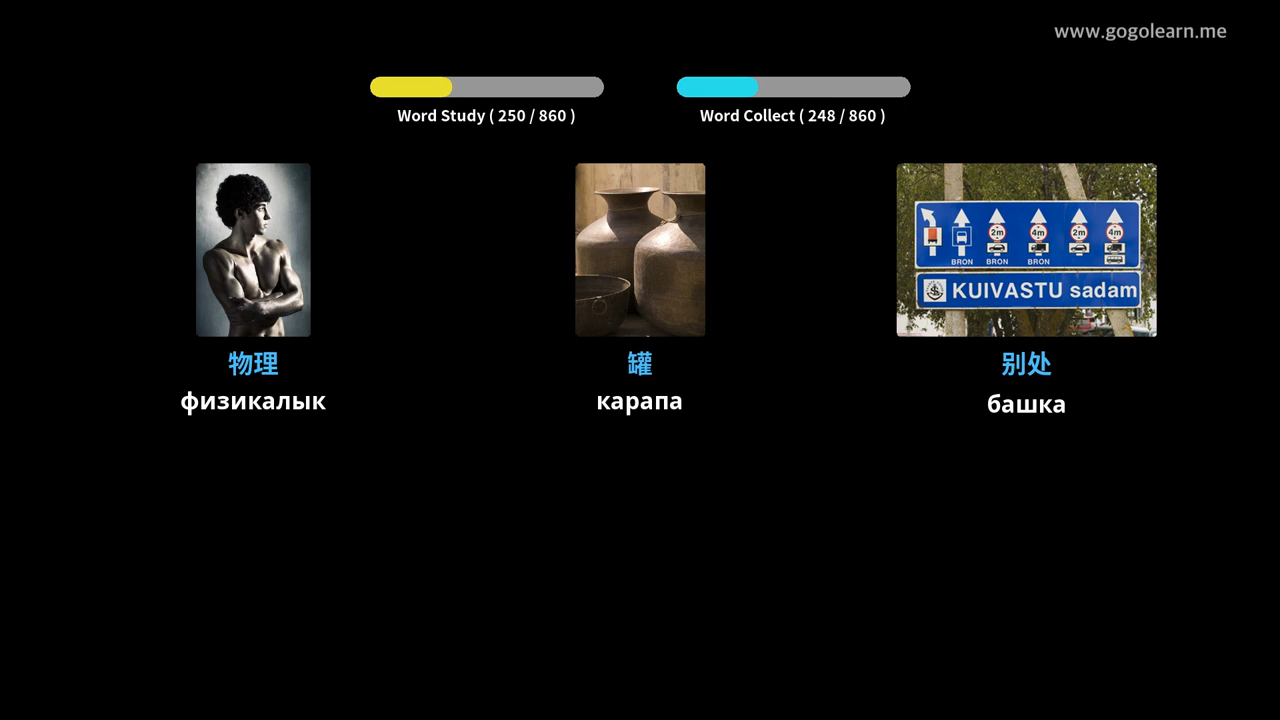 www.gogolearn.me
Word Study ( 250 / 860 )
Word Collect ( 248 / 860 )
2m
4m
2m
4m
BRON
BRON
BRON
KUIVASTU sadam
物理
罐
别处
физикалык
карапа
башка